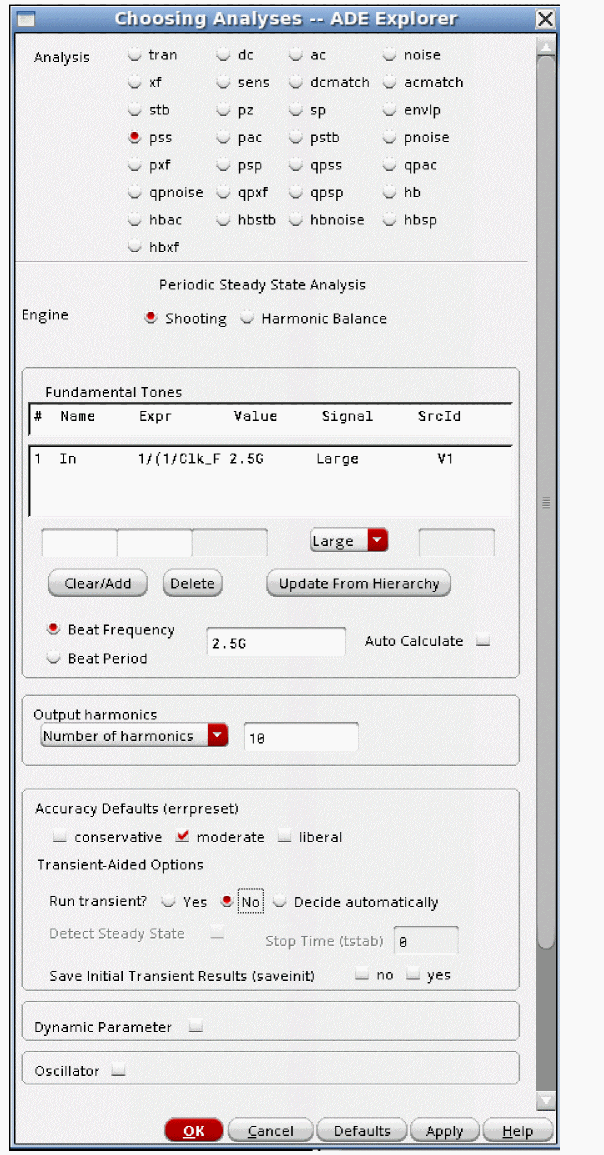 Choosing Analyses -- ADE Explorer
Analysis tran dc ac noise
xf sens dcmatch acmatch
stb pz sp envlp
pss pac pstb pnoise
pxf psp qpss qpac
qpnoise qpxf qpsp hb
hbac hbstb hbnoise hbsp
hbxf
Periodic Steady State Analysis
Engine Shooting Harmonic Balance
Fundamental Tones
# Name Expr Value Signal SrcId
1 In 1/(1/Clk_F 2.5G Large V1
Large
Clear/Add Delete Update From Hierarchy
Beat Frequency 2.5G Auto Calculate
Beat Period
Output harmonics
Number of harmonics 10
Accuracy Defaults (errpreset)
conservative moderate liberal
Transient-Aided Options
Run transient? Yes No Decide automatically
Detect Steady State Stop Time (tstab) 0
Save Initial Transient Results (saveinit) no yes
Dynamic Parameter
Oscillator
OK Cancel Defaults Apply Help